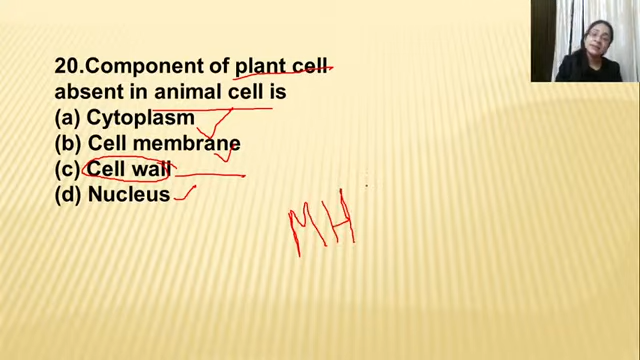 20.Component of plant cell
absent in animal cell is
(a) Cytoplasm
(b) Cell membrane
(c) Cell wall
(d) Nucleus
MH